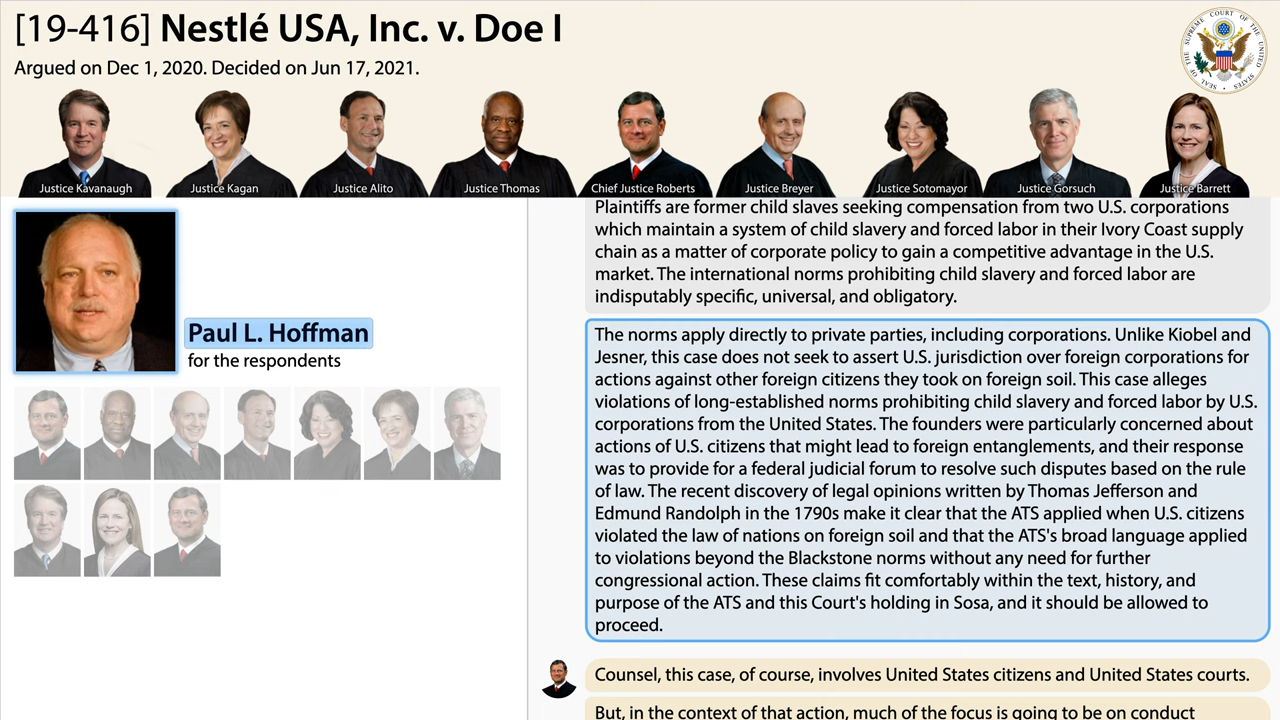 [19-416] Nestlé USA, Inc. v. Doe I
Argued on Dec 1, 2020. Decided on Jun 17, 2021.
SUPREME COURT OF THE UNITED STATES
SEAL OF THE
Justice Kavanaugh
Justice Kagan
Justice Alito
Justice Thomas
Chief Justice Roberts
Justice Breyer
Justice Sotomayor
Justice Gorsuch
Justice Barrett
Paul L. Hoffman
for the respondents
Plaintiffs are former child slaves seeking compensation from two U.S. corporations
which maintain a system of child slavery and forced labor in their Ivory Coast supply
chain as a matter of corporate policy to gain a competitive advantage in the U.S.
market. The international norms prohibiting child slavery and forced labor are
indisputably specific, universal, and obligatory.
The norms apply directly to private parties, including corporations. Unlike Kiobel and
Jesner, this case does not seek to assert U.S. jurisdiction over foreign corporations for
actions against other foreign citizens they took on foreign soil. This case alleges
violations of long-established norms prohibiting child slavery and forced labor by U.S.
corporations from the United States. The founders were particularly concerned about
actions of U.S. citizens that might lead to foreign entanglements, and their response
was to provide for a federal judicial forum to resolve such disputes based on the rule
of law. The recent discovery of legal opinions written by Thomas Jefferson and
Edmund Randolph in the 1790s make it clear that the ATS applied when U.S. citizens
violated the law of nations on foreign soil and that the ATS's broad language applied
to violations beyond the Blackstone norms without any need for further
congressional action. These claims fit comfortably within the text, history, and
purpose of the ATS and this Court's holding in Sosa, and it should be allowed to
proceed.
Counsel, this case, of course, involves United States citizens and United States courts.
But, in the context of that action, much of the focus is going to be on conduct